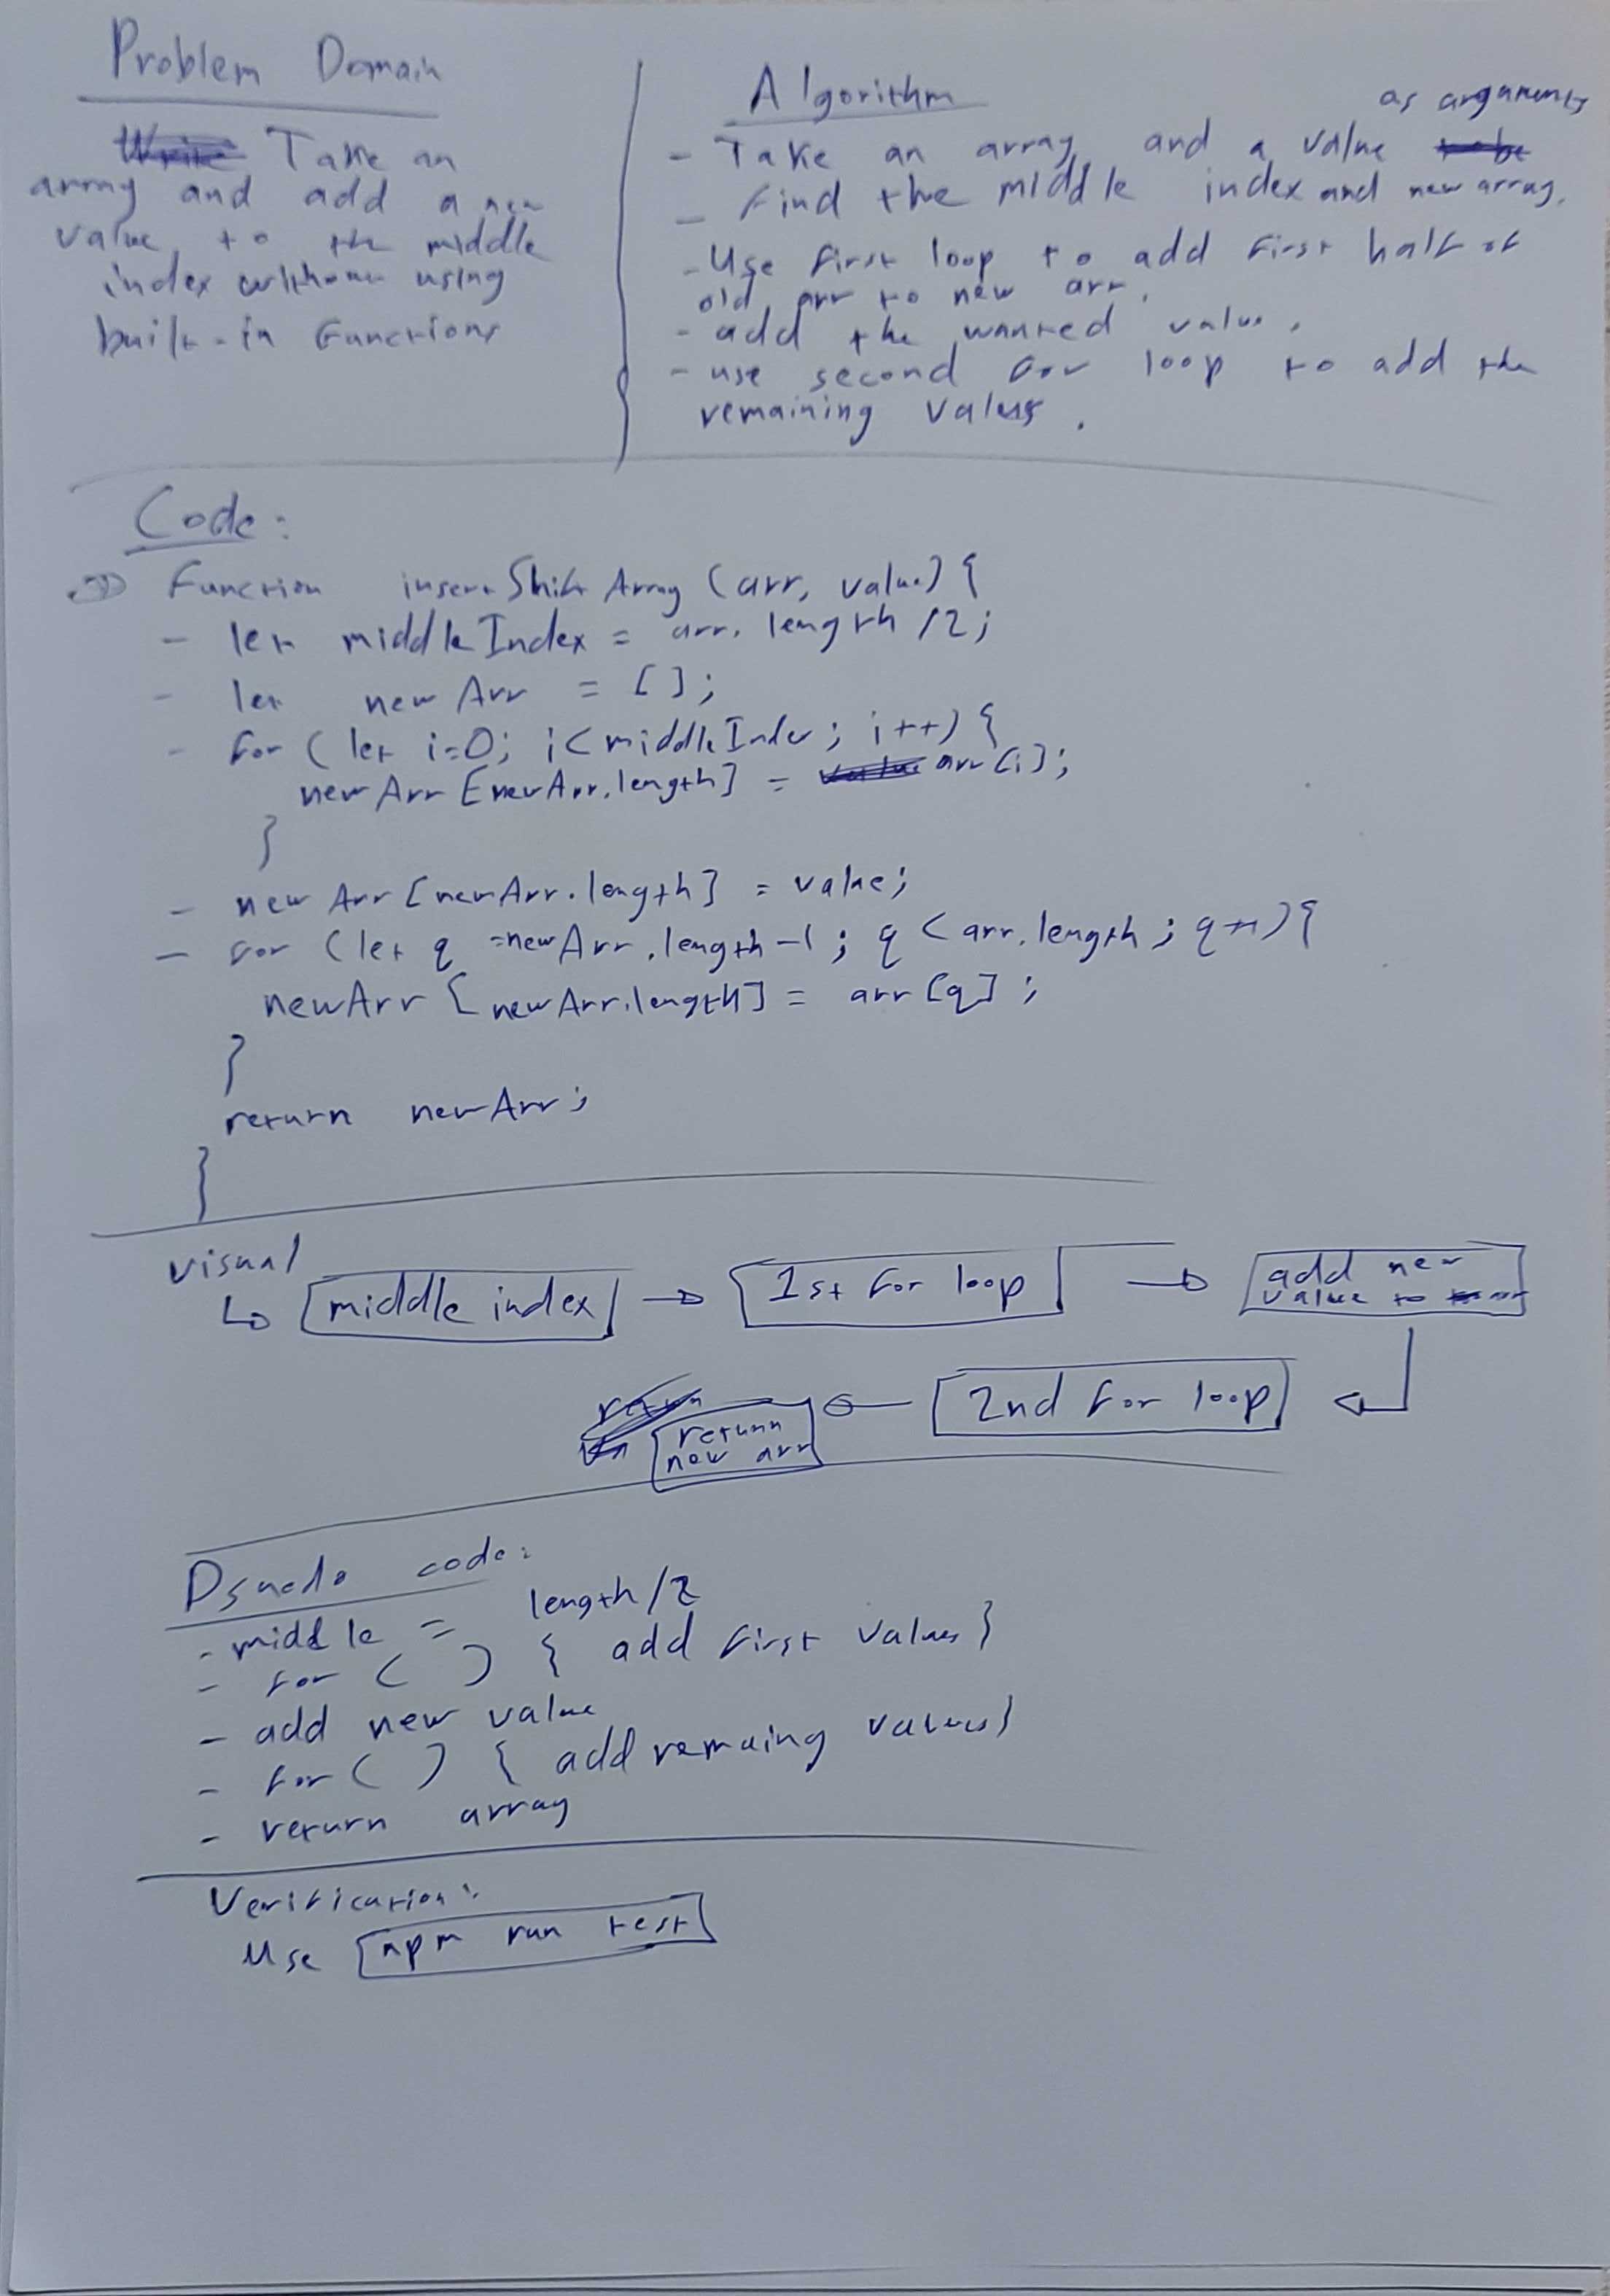 Problem Domain
Take an
array and add a new
value to the middle
index without using
built-in Functions
Algorithm
as arguments
- Take an array and a value
- Find the middle index and new array.
- Use first loop to add first half of
old arr to new arr.
- add the wanted value.
- use second for loop to add the
remaining values.
Code:
Function insertShiftArray (arr, value) {
- let middleIndex = arr.length /2;
- let newArr = [];
- for (let i=0; i<middleIndex; i++) {
newArr [newArr.length] = arr[i];
}
- newArr [newArr.length] = value;
- for (let q =newArr.length-1; q < arr.length; q++){
newArr [newArr.length] = arr[q];
}
return newArr;
}
visual
middle index
1st for loop
add new
value to arr
2nd for loop
return
new arr
Psuedo code:
- middle = length/2
- for ( ) { add first values }
- add new value
- for ( ) { add remaing values}
- return array
Verification:
Use npm run test